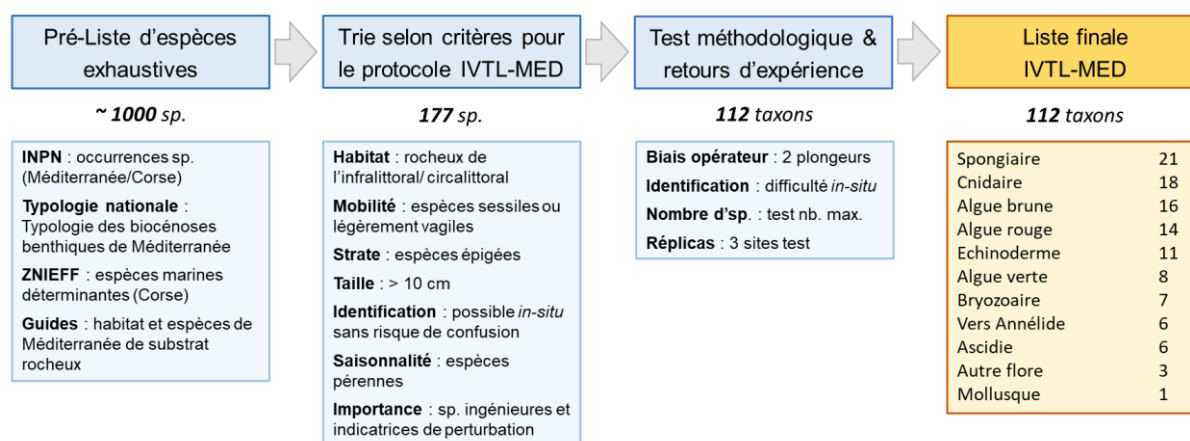 Pré-Liste d'espèces
exhaustives
~ 1000 sp.
INPN : occurrences sp.
(Méditerranée/Corse)
Typologie nationale :
Typologie des biocénoses
benthiques de Méditerranée
ZNIEFF : espèces marines
déterminantes (Corse)
Guides : habitat et espèces de
Méditerranée de substrat
rocheux
Trie selon critères pour
le protocole IVTL-MED
177 sp.
Habitat : rocheux de
l'infralittoral/ circalittoral
Mobilité : espèces sessiles ou
légèrement vagiles
Strate : espèces épigées
Taille : > 10 cm
Identification : possible in-situ
sans risque de confusion
Saisonnalité : espèces
pérennes
Importance : sp. ingénieures et
indicatrices de perturbation
Test méthodologique &
retours d'expérience
112 taxons
Biais opérateur : 2 plongeurs
Identification : difficulté in-situ
Nombre d'sp. : test nb. max.
Réplicas : 3 sites test
Liste finale
IVTL-MED
112 taxons
Spongiaire 21
Cnidaire 18
Algue brune 16
Algue rouge 14
Echinoderme 11
Algue verte 8
Bryozoaire 7
Vers Annélide 6
Ascidie 6
Autre flore 3
Mollusque 1